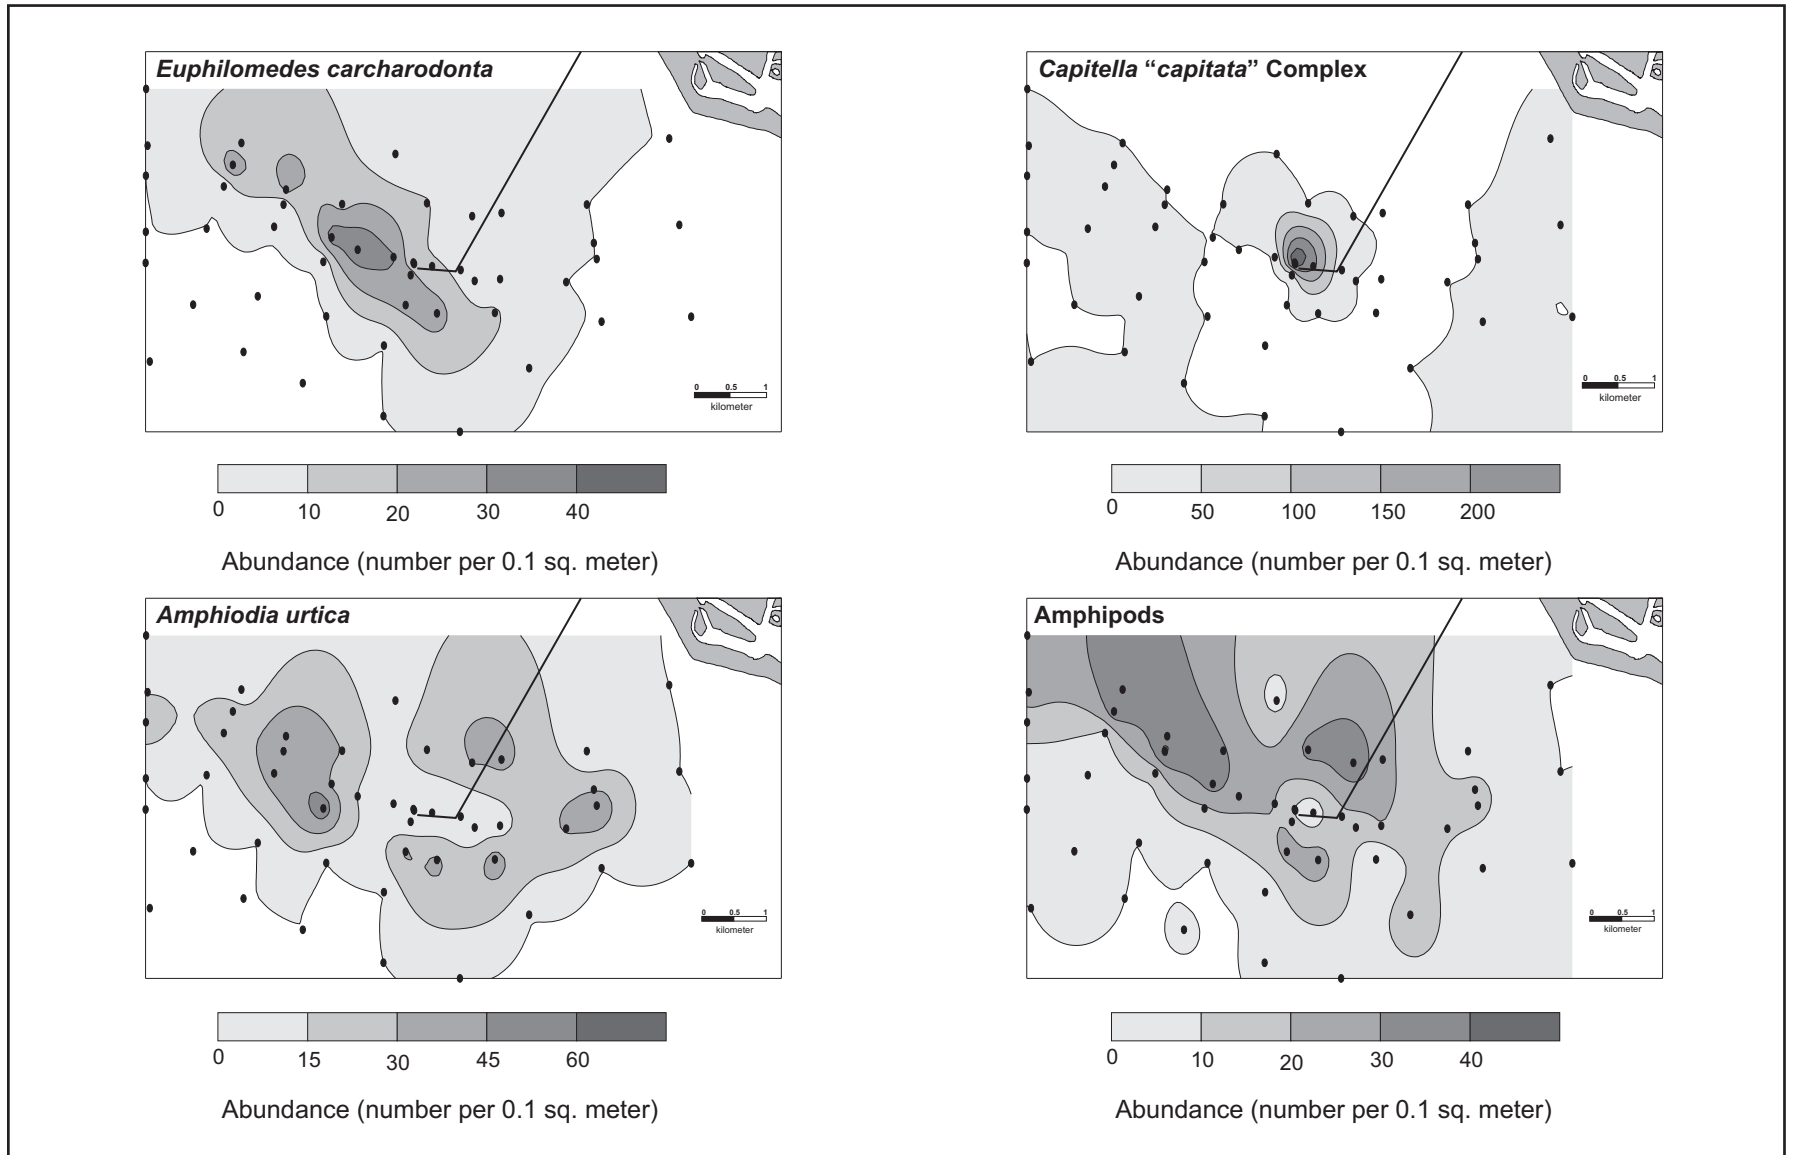 Euphilomedes carcharodonta
0 0.5 1
kilometer
0 10 20 30 40
Abundance (number per 0.1 sq. meter)
Capitella “capitata” Complex
0 0.5 1
kilometer
0 50 100 150 200
Abundance (number per 0.1 sq. meter)
Amphiodia urtica
0 0.5 1
kilometer
0 15 30 45 60
Abundance (number per 0.1 sq. meter)
Amphipods
0 0.5 1
kilometer
0 10 20 30 40
Abundance (number per 0.1 sq. meter)